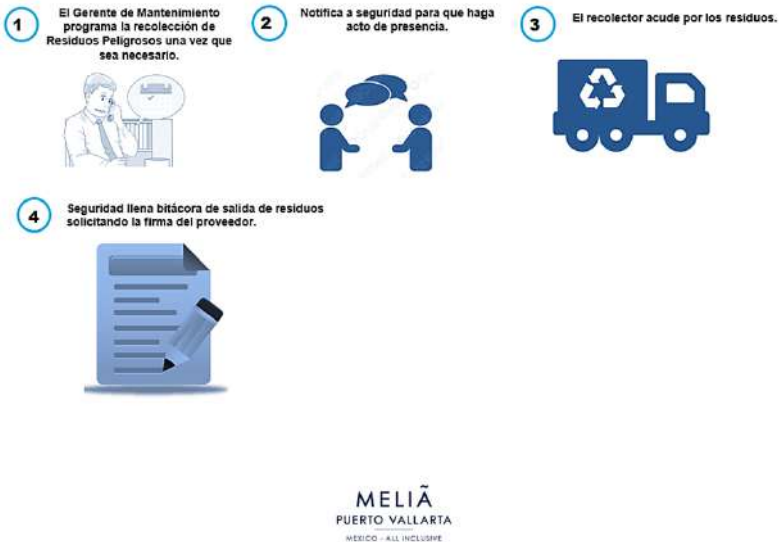 1
El Gerente de Mantenimiento
programa la recolección de
Residuos Peligrosos una vez que
sea necesario.
2
Notifica a seguridad para que haga
acto de presencia.
3
El recolector acude por los residuos.
4
Seguridad llena bitácora de salida de residuos
solicitando la firma del proveedor.
MELIÃ
PUERTO VALLARTA
MEXICO - ALL INCLUSIVE